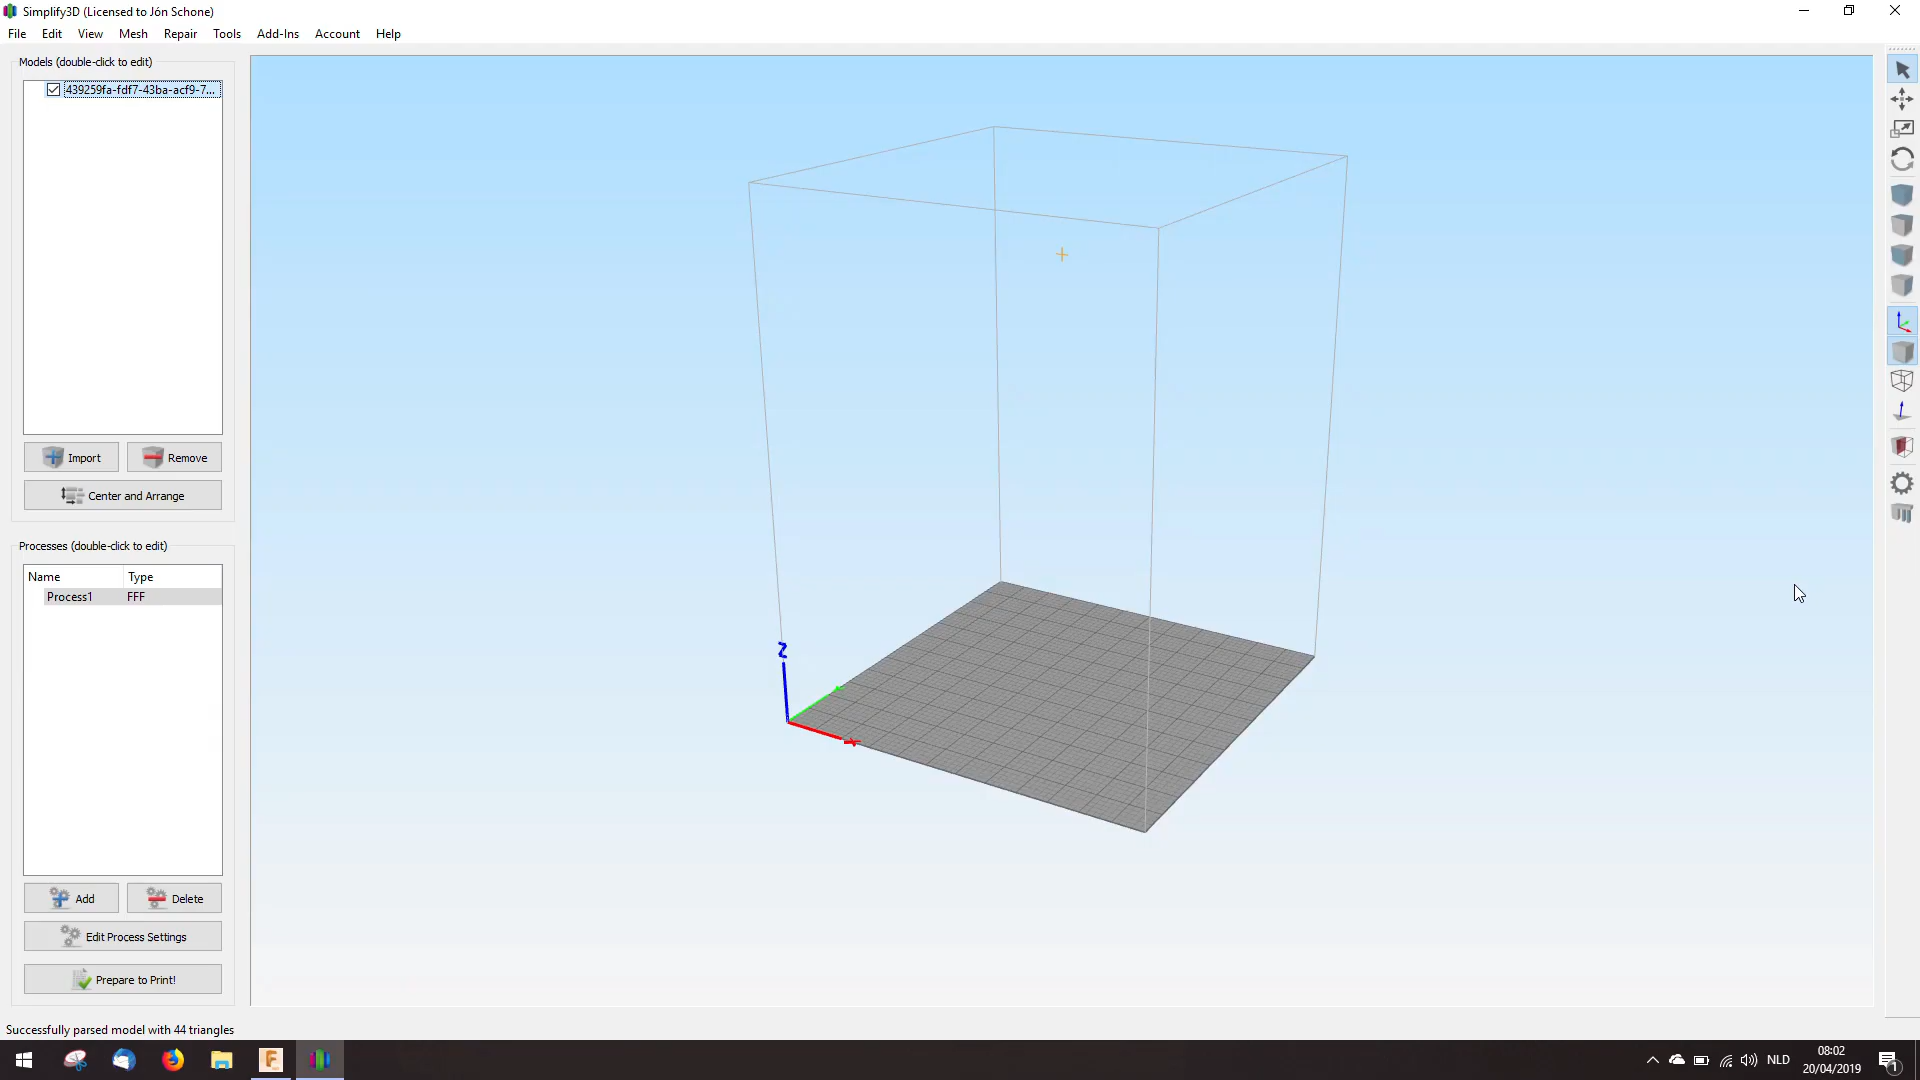 Simplify3D (Licensed to Jón Schone)
File Edit View Mesh Repair Tools Add-Ins Account Help
Models (double-click to edit)
439259fa-fdf7-43ba-acf9-7...
Import Remove
Center and Arrange
Processes (double-click to edit)
Name Type
Process1 FFF
Z
Add Delete
Edit Process Settings
Prepare to Print!
Successfully parsed model with 44 triangles
NLD
08:02
20/04/2019
1